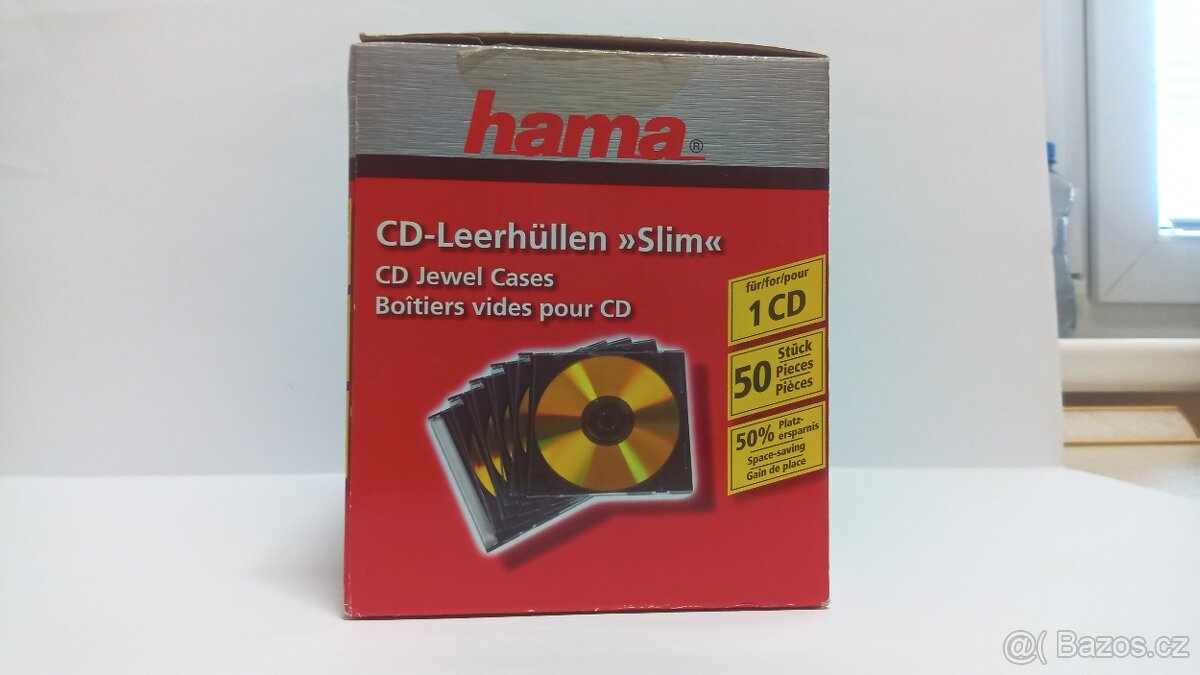 hama®
CD-Leerhüllen »Slim«
CD Jewel Cases
Boîtiers vides pour CD
für/for/pour
1 CD
50 Stück
Pieces
Pièces
50% Platz-
ersparnis
Space-saving
Gain de place
@( Bazos.cz